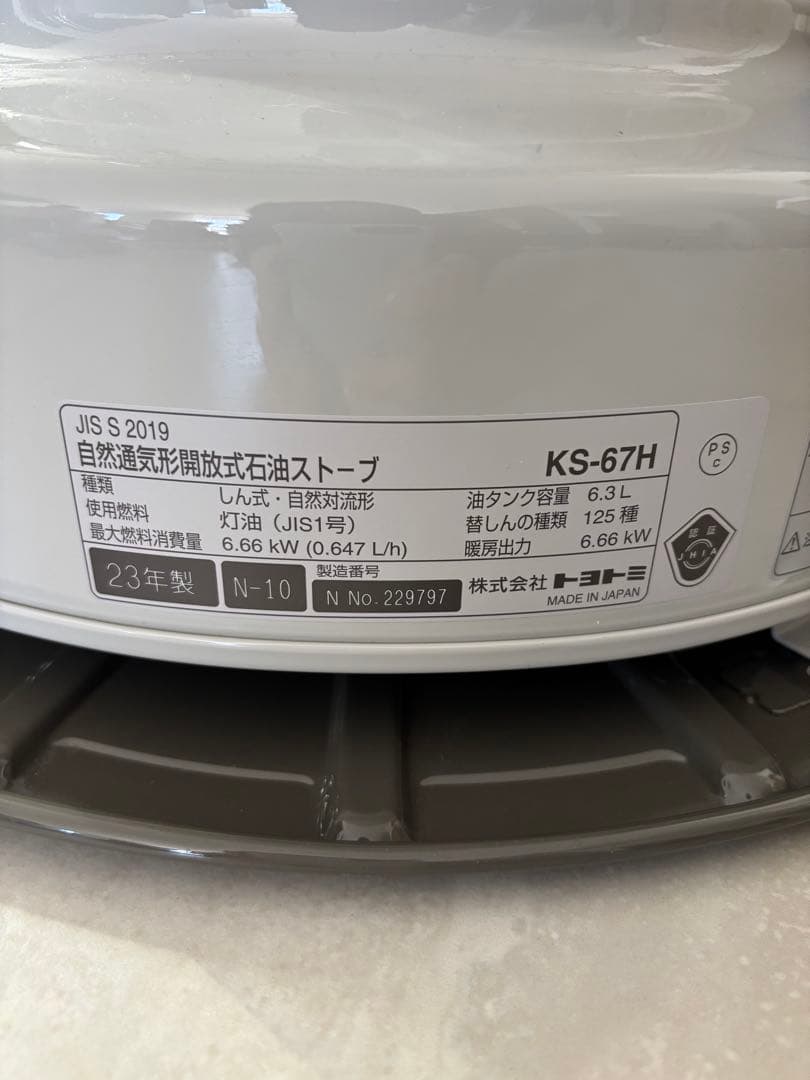 JIS S 2019
自然通気形開放式石油ストーブ KS-67H
種類 しん式・自然対流形 油タンク容量 6.3 L
使用燃料 灯油（JIS1号） 替しんの種類 125 種
最大燃料消費量 6.66 kW (0.647 L/h) 暖房出力 6.66 kW
23年製 N-10 製造番号 N No. 229797 株式会社 トヨトミ
MADE IN JAPAN
PS
C
認証
JHIA